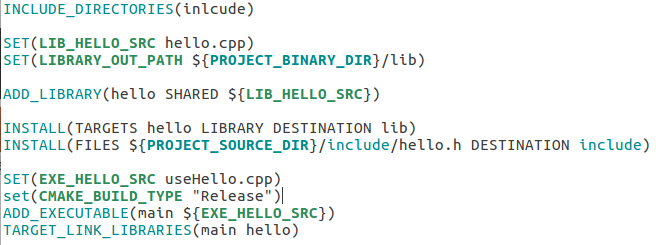 INCLUDE_DIRECTORIES(inlcude)
SET(LIB_HELLO_SRC hello.cpp)
SET(LIBRARY_OUT_PATH ${PROJECT_BINARY_DIR}/lib)
ADD_LIBRARY(hello SHARED ${LIB_HELLO_SRC})
INSTALL(TARGETS hello LIBRARY DESTINATION lib)
INSTALL(FILES ${PROJECT_SOURCE_DIR}/include/hello.h DESTINATION include)
SET(EXE_HELLO_SRC useHello.cpp)
set(CMAKE_BUILD_TYPE "Release")
ADD_EXECUTABLE(main ${EXE_HELLO_SRC})
TARGET_LINK_LIBRARIES(main hello)